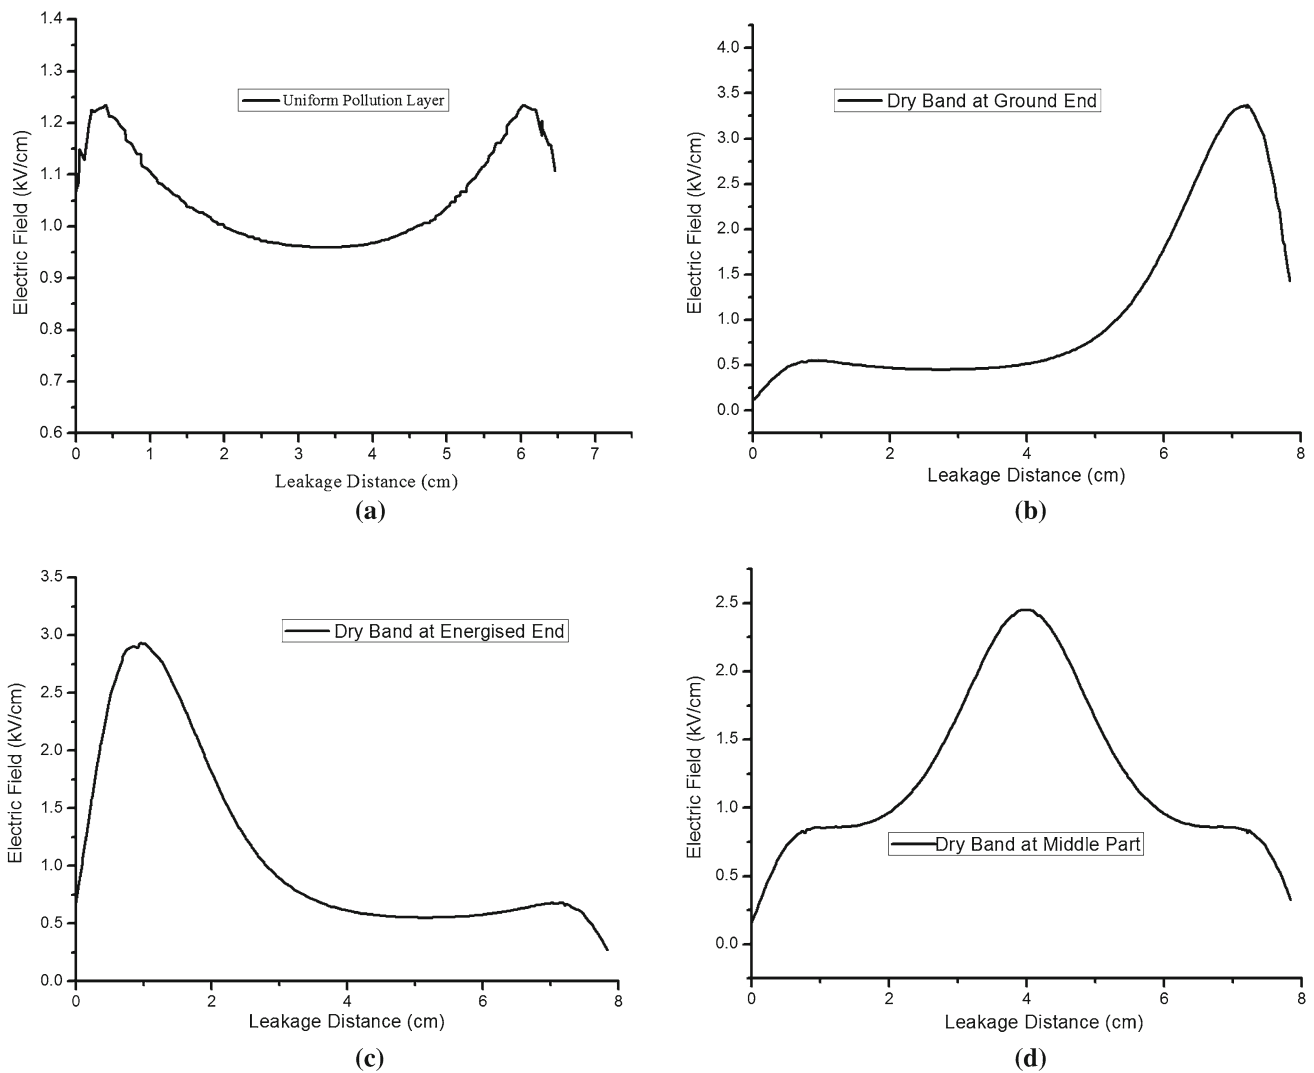 1.4
1.3
1.2
1.1
1.0
0.9
0.8
0.7
0.6
0 1 2 3 4 5 6 7
Electric Field (kV/cm)
Uniform Pollution Layer
Leakage Distance (cm)
(a)
4.0
3.5
3.0
2.5
2.0
1.5
1.0
0.5
0.0
0 2 4 6 8
Electric Field (kV/cm)
Dry Band at Ground End
Leakage Distance (cm)
(b)
3.5
3.0
2.5
2.0
1.5
1.0
0.5
0.0
0 2 4 6 8
Electric Field (kV/cm)
Dry Band at Energised End
Leakage Distance (cm)
(c)
2.5
2.0
1.5
1.0
0.5
0.0
0 2 4 6 8
Electric Field (kV/cm)
Dry Band at Middle Part
Leakage Distance (cm)
(d)